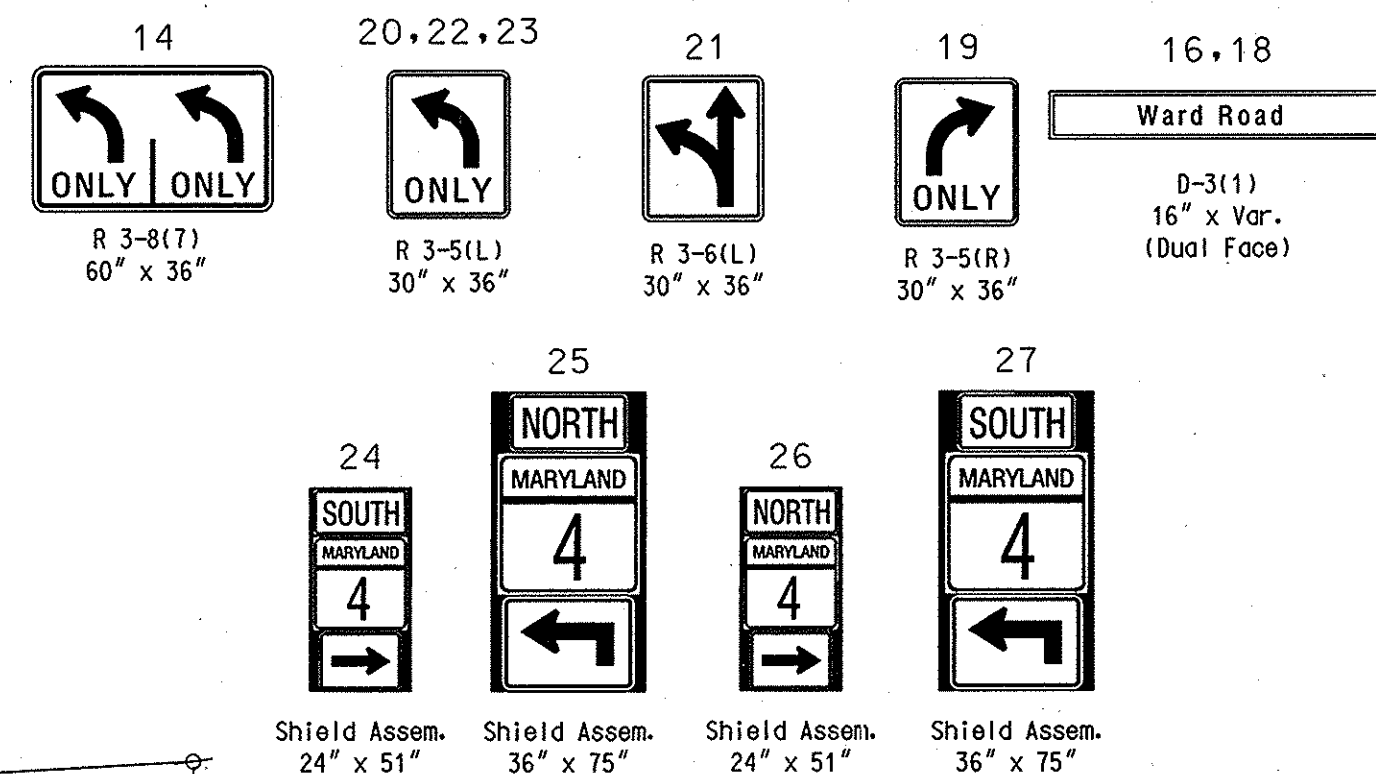 14
ONLY ONLY
R 3-8(7)
60" x 36"
20,22,23
ONLY
R 3-5(L)
30" x 36"
21
R 3-6(L)
30" x 36"
19
ONLY
R 3-5(R)
30" x 36"
16,18
Ward Road
D-3(1)
16" x Var.
(Dual Face)
24
SOUTH
MARYLAND
4
Shield Assem.
24" x 51"
25
NORTH
MARYLAND
4
Shield Assem.
36" x 75"
26
NORTH
MARYLAND
4
Shield Assem.
24" x 51"
27
SOUTH
MARYLAND
4
Shield Assem.
36" x 75"